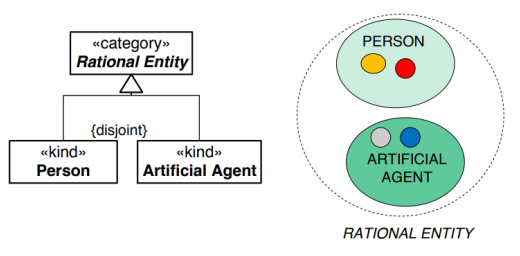 «category»
Rational Entity
{disjoint}
«kind»
Person
«kind»
Artificial Agent
PERSON
ARTIFICIAL
AGENT
RATIONAL ENTITY